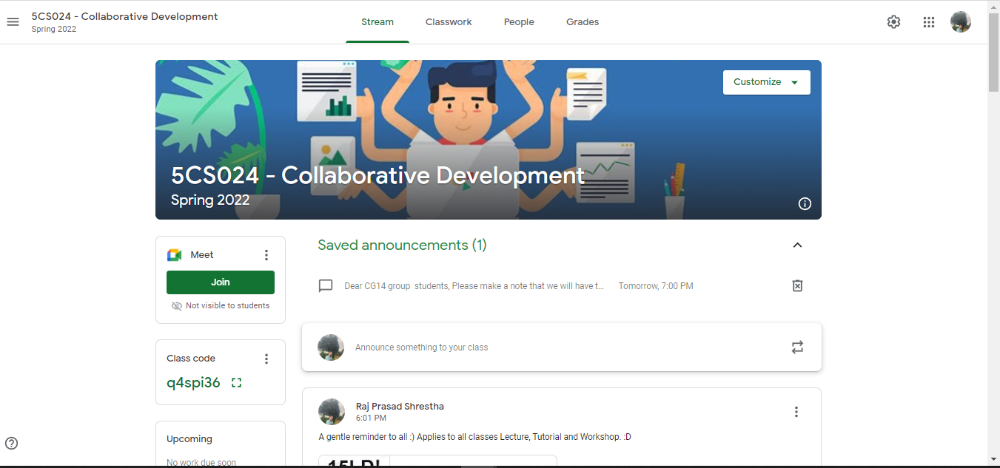 5CS024 - Collaborative Development
Spring 2022
Stream
Classwork
People
Grades
Customize
5CS024 - Collaborative Development
Spring 2022
Meet
Join
Not visible to students
Class code
q4spi36
Upcoming
No work due soon
Saved announcements (1)
Dear CG14 group students, Please make a note that we will have t... Tomorrow, 7:00 PM
Announce something to your class
Raj Prasad Shrestha
6:01 PM
A gentle reminder to all :) Applies to all classes Lecture, Tutorial and Workshop. :D